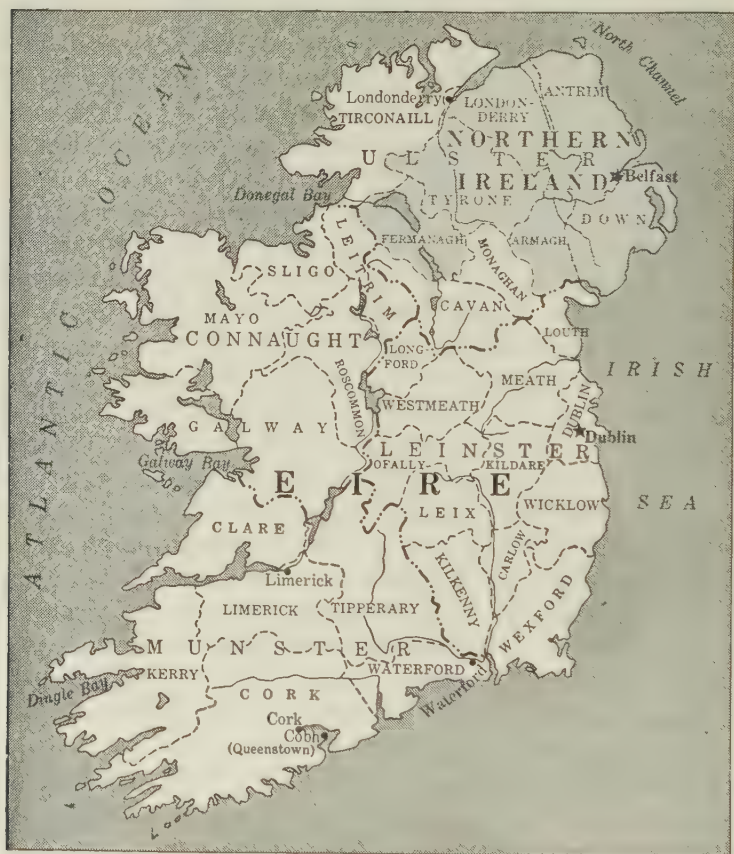 North Channel
ATLANTIC OCEAN
Londonderry
TIRCONAILL
LONDON-
DERRY
ANTRIM
NORTHERN
ULSTER
IRELAND
Belfast
Donegal Bay
TYRONE
DOWN
FERMANAGH
MONAGHAN
ARMAGH
LEITRIM
SLIGO
CAVAN
MAYO
LOUTH
CONNAUGHT
LONG-
FORD
ROSCOMMON
MEATH
IRISH
WESTMEATH
DUBLIN
GALWAY
Dublin
LEINSTER
Galway Bay
OFALLY
KILDARE
EIRE
LEIX
WICKLOW
SEA
CLARE
CARLOW
Limerick
KILKENNY
LIMERICK
TIPPERARY
WEXFORD
MUNSTER
KERRY
WATERFORD
Waterford
Dingle Bay
CORK
Cork
Cobh
(Queenstown)